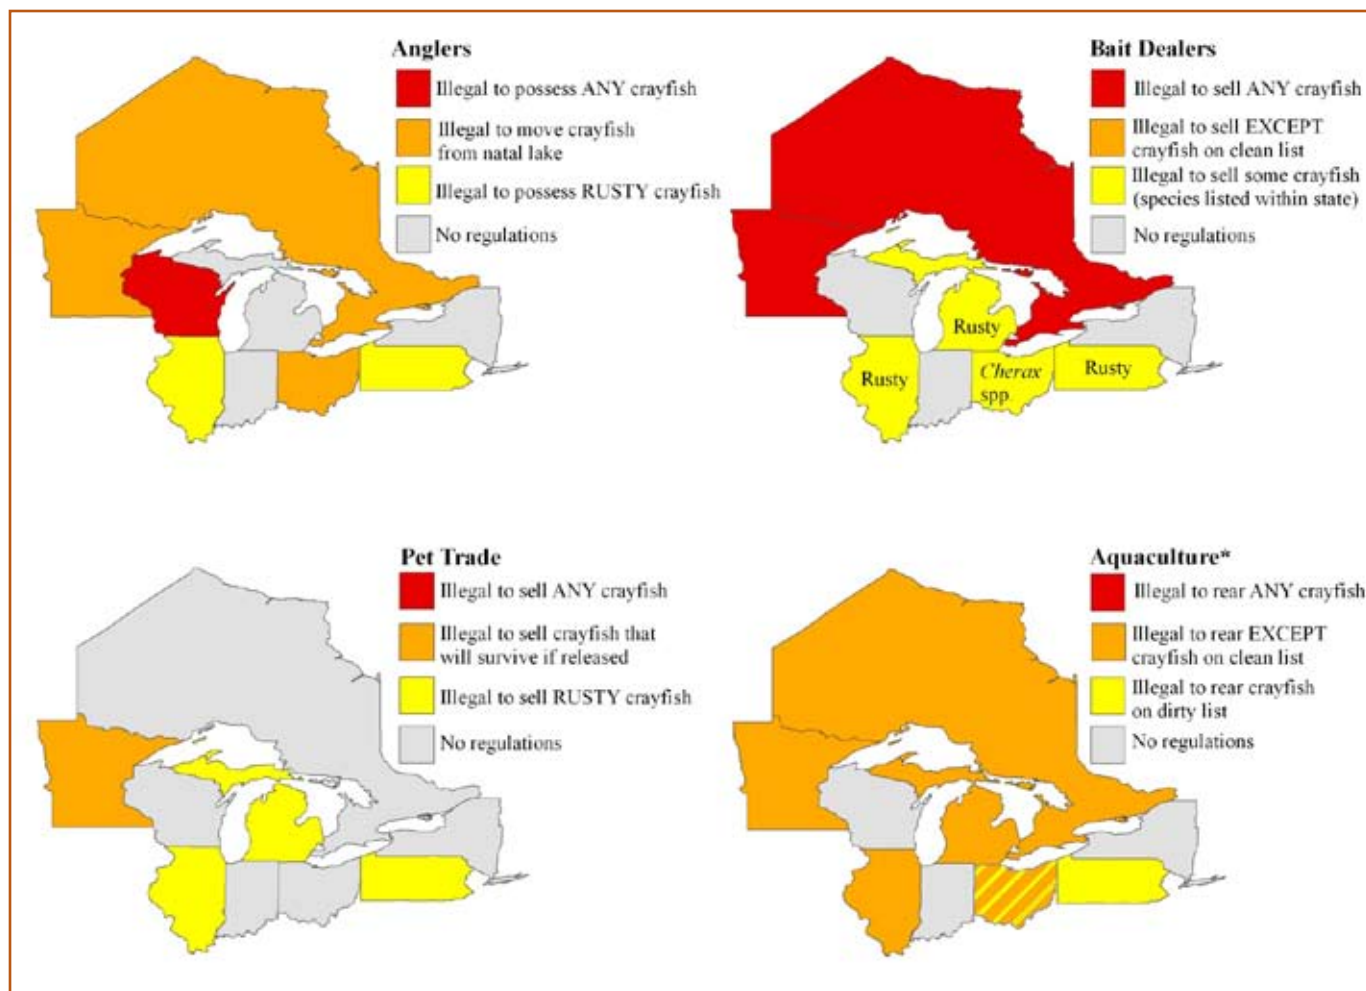 Anglers
Illegal to possess ANY crayfish
Illegal to move crayfish
from natal lake
Illegal to possess RUSTY crayfish
No regulations
Bait Dealers
Illegal to sell ANY crayfish
Illegal to sell EXCEPT
crayfish on clean list
Illegal to sell some crayfish
(species listed within state)
No regulations
Rusty
Rusty
Cherax
spp.
Rusty
Pet Trade
Illegal to sell ANY crayfish
Illegal to sell crayfish that
will survive if released
Illegal to sell RUSTY crayfish
No regulations
Aquaculture*
Illegal to rear ANY crayfish
Illegal to rear EXCEPT
crayfish on clean list
Illegal to rear crayfish
on dirty list
No regulations